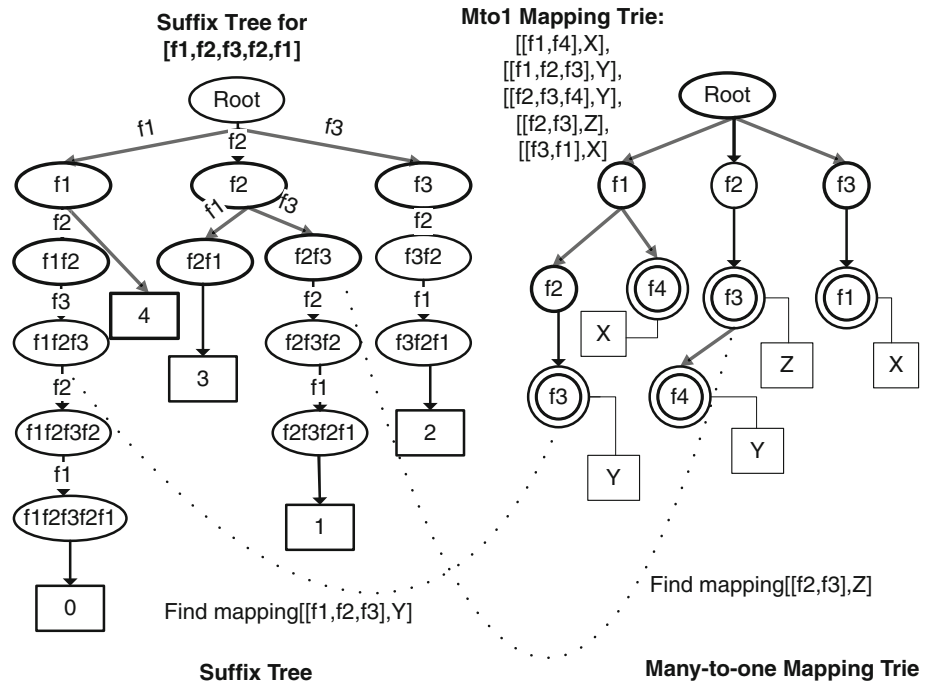 Suffix Tree for
[f1,f2,f3,f2,f1]
Mto1 Mapping Trie:
[[f1,f4],X],
[[f1,f2,f3],Y],
[[f2,f3,f4],Y],
[[f2,f3],Z],
[[f3,f1],X]
Root
f1
f2
f3
f1
f2
f3
f2
f1
f3
f2
f1f2
f2f1
f2f3
f3f2
f3
4
f2
f1
f1f2f3
3
f2f3f2
f3f2f1
f2
f1
f1f2f3f2
f2f3f2f1
2
f1
f1f2f3f2f1
1
0
Root
f1
f2
f3
f2
f4
f3
f1
X
Z
X
f3
f4
Y
Y
Find mapping[[f1,f2,f3],Y]
Find mapping[[f2,f3],Z]
Suffix Tree
Many-to-one Mapping Trie